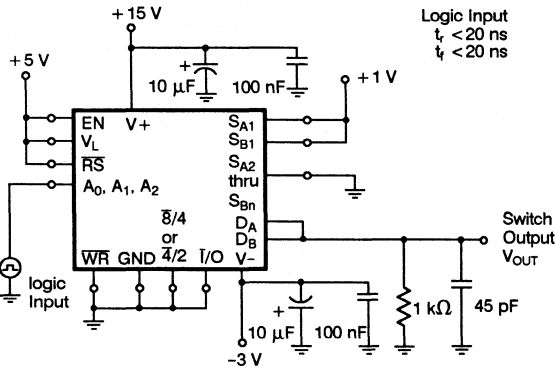 +15 V
Logic Input
tr <20 ns
tf <20 ns
+5 V
+
10 μF
100 nF
+1 V
EN
V+
SA1
VL
SB1
R̅S̅
SA2
A0, A1, A2
thru
SBn
8̅/4
DA
or
DB
4̅/2
W̅R̅ GND I̅/O V−
Switch
Output
VOUT
logic
Input
+
10 μF
100 nF
1 kΩ
45 pF
−3 V